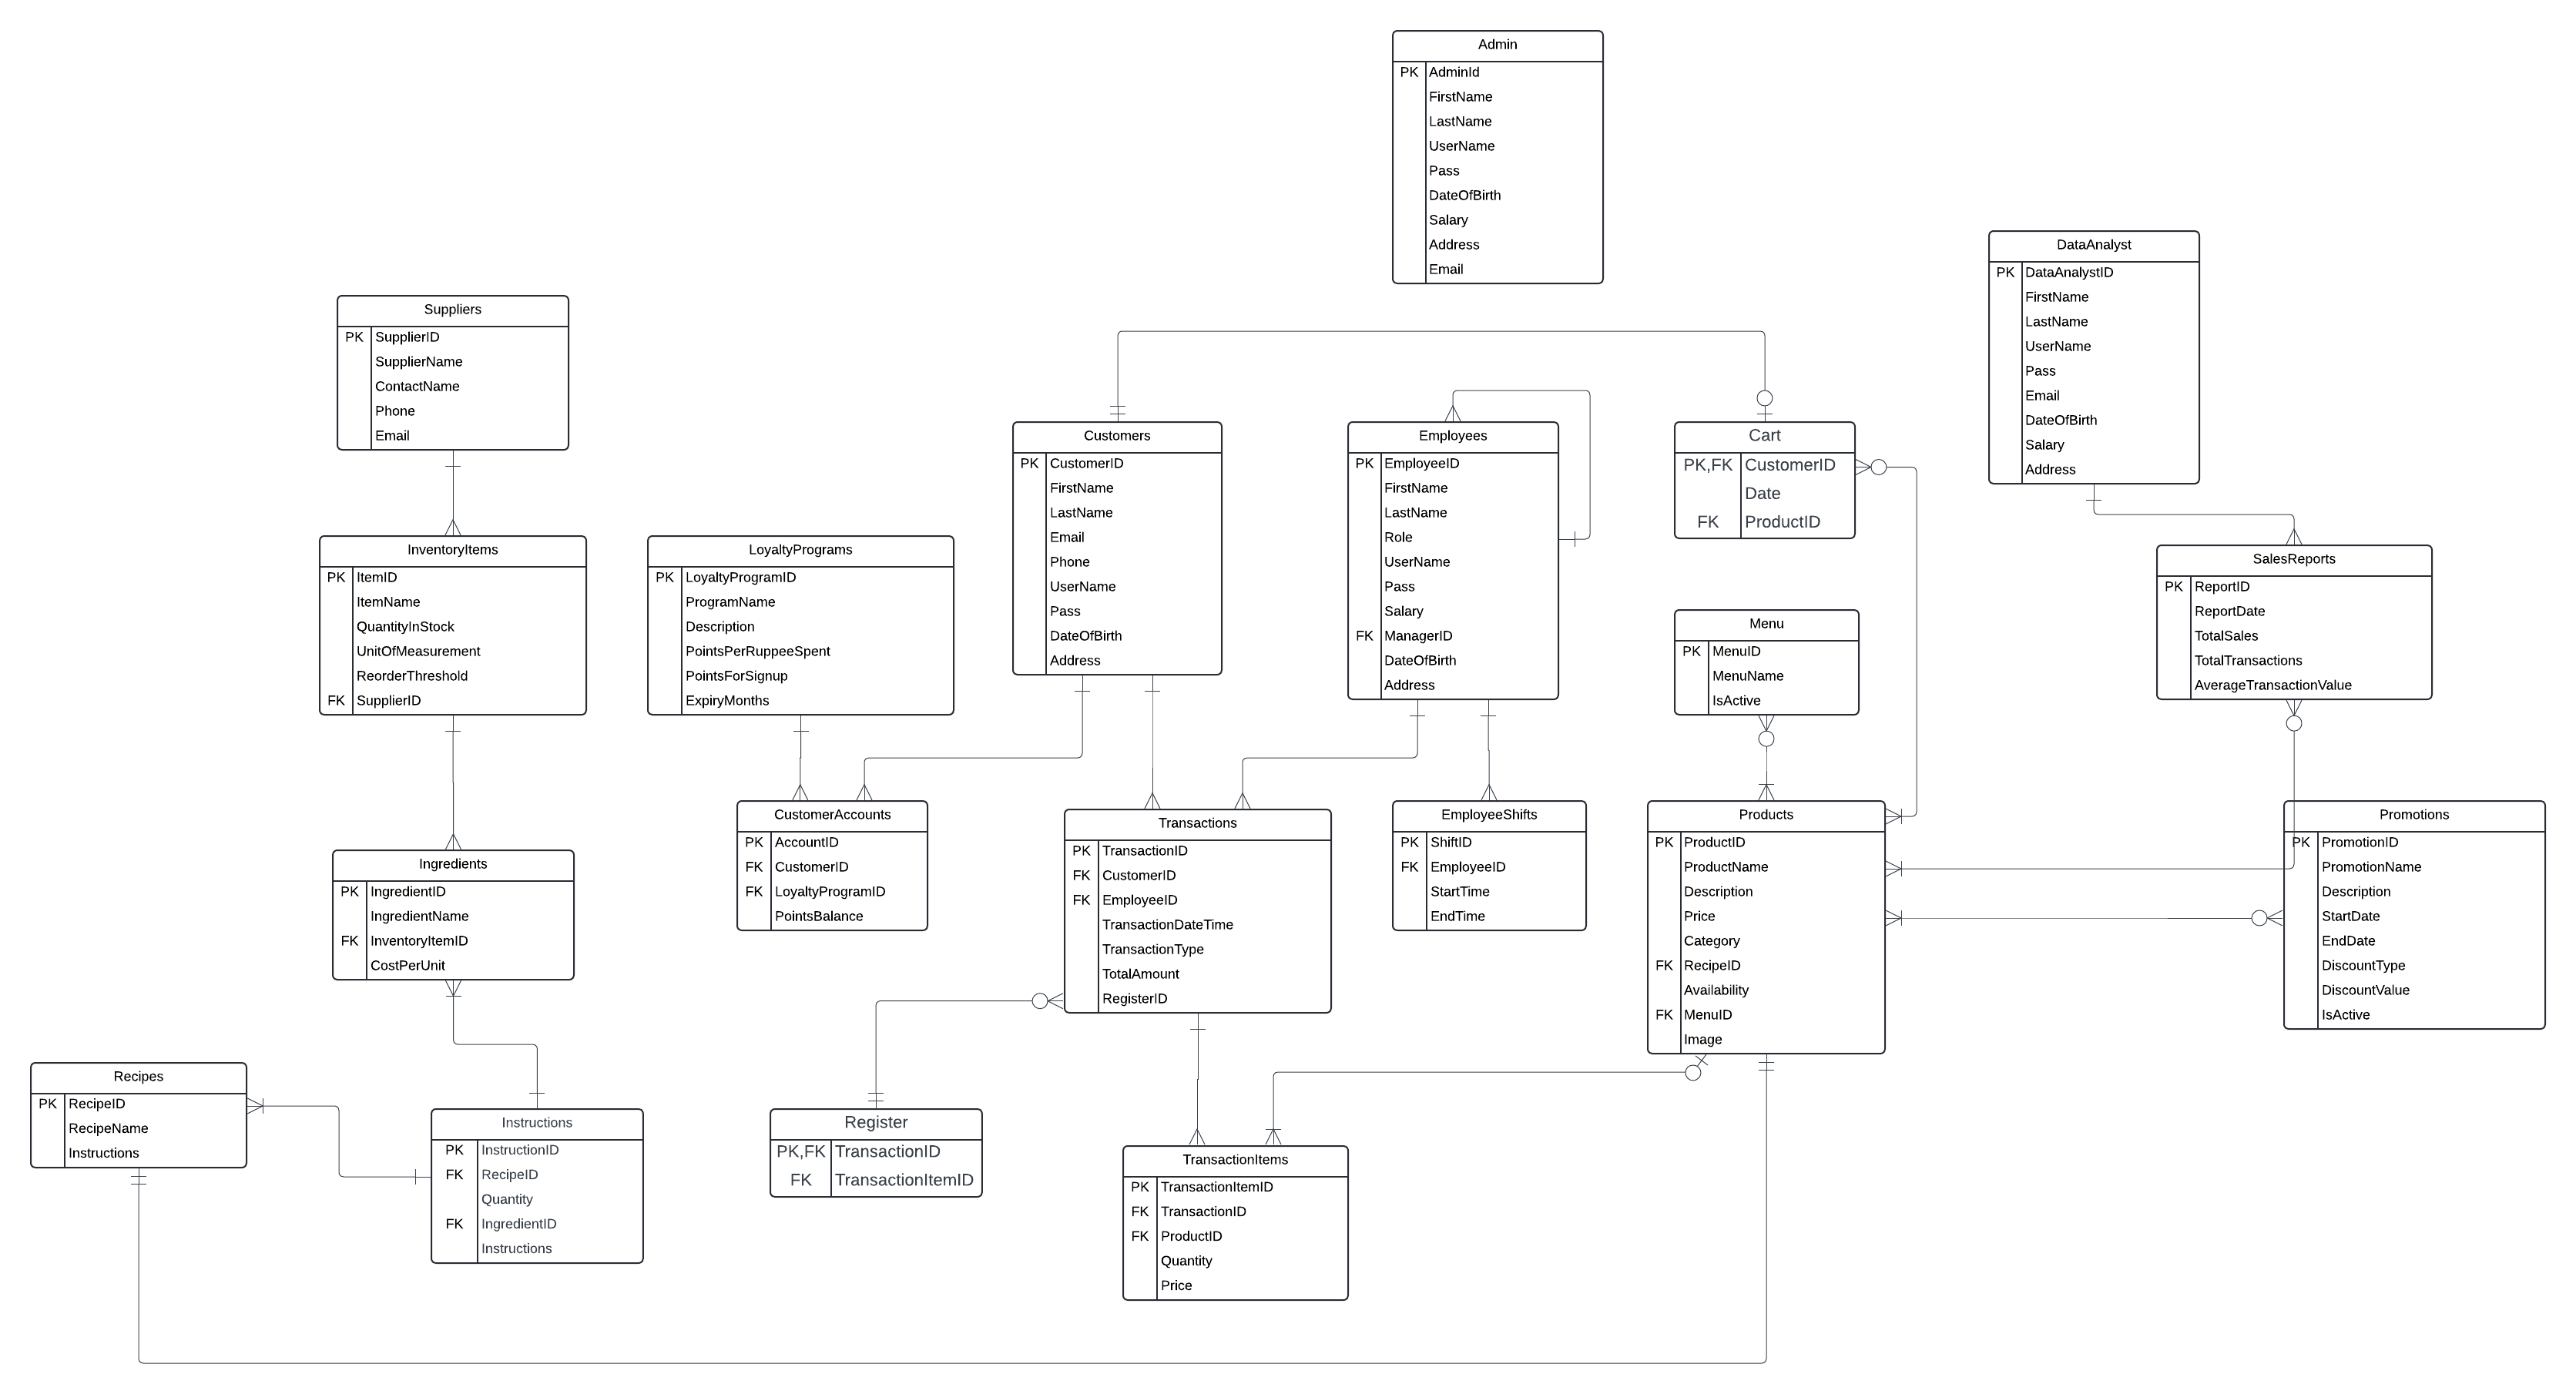 Admin
PK AdminId
FirstName
LastName
UserName
Pass
DateOfBirth
Salary
Address
Email
DataAnalyst
PK DataAnalystID
FirstName
LastName
UserName
Pass
Email
DateOfBirth
Salary
Address
Suppliers
PK SupplierID
SupplierName
ContactName
Phone
Email
Customers
PK CustomerID
FirstName
LastName
Email
Phone
UserName
Pass
DateOfBirth
Address
Employees
PK EmployeeID
FirstName
LastName
Role
UserName
Pass
Salary
FK ManagerID
DateOfBirth
Address
Cart
PK,FK CustomerID
Date
FK ProductID
InventoryItems
PK ItemID
ItemName
QuantityInStock
UnitOfMeasurement
ReorderThreshold
FK SupplierID
LoyaltyPrograms
PK LoyaltyProgramID
ProgramName
Description
PointsPerRuppeeSpent
PointsForSignup
ExpiryMonths
Menu
PK MenuID
MenuName
IsActive
SalesReports
PK ReportID
ReportDate
TotalSales
TotalTransactions
AverageTransactionValue
Ingredients
PK IngredientID
IngredientName
FK InventoryItemID
CostPerUnit
CustomerAccounts
PK AccountID
FK CustomerID
FK LoyaltyProgramID
PointsBalance
Transactions
PK TransactionID
FK CustomerID
FK EmployeeID
TransactionDateTime
TransactionType
TotalAmount
RegisterID
EmployeeShifts
PK ShiftID
FK EmployeeID
StartTime
EndTime
Products
PK ProductID
ProductName
Description
Price
Category
FK RecipeID
Availability
FK MenuID
Image
Promotions
PK PromotionID
PromotionName
Description
StartDate
EndDate
DiscountType
DiscountValue
IsActive
Recipes
PK RecipeID
RecipeName
Instructions
Instructions
PK InstructionID
FK RecipeID
Quantity
FK IngredientID
Instructions
Register
PK,FK TransactionID
FK TransactionItemID
TransactionItems
PK TransactionItemID
FK TransactionID
FK ProductID
Quantity
Price